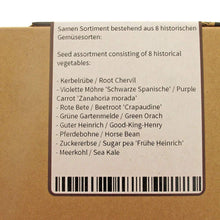 Samen Sortiment bestehend aus 8 historischen
Gemüsesorten:
Seed assortment consisting of 8 historical
vegetables:
- Kerbelrübe / Root Chervil
- Violette Möhre 'Schwarze Spanische' / Purple
Carrot 'Zanahoria morada'
- Rote Bete / Beetroot 'Crapaudine'
- Grüne Gartenmelde / Green Orach
- Guter Heinrich / Good-King-Henry
- Pferdebohne / Horse Bean
- Zuckererbse / Sugar pea 'Frühe Heinrich'
- Meerkohl / Sea Kale